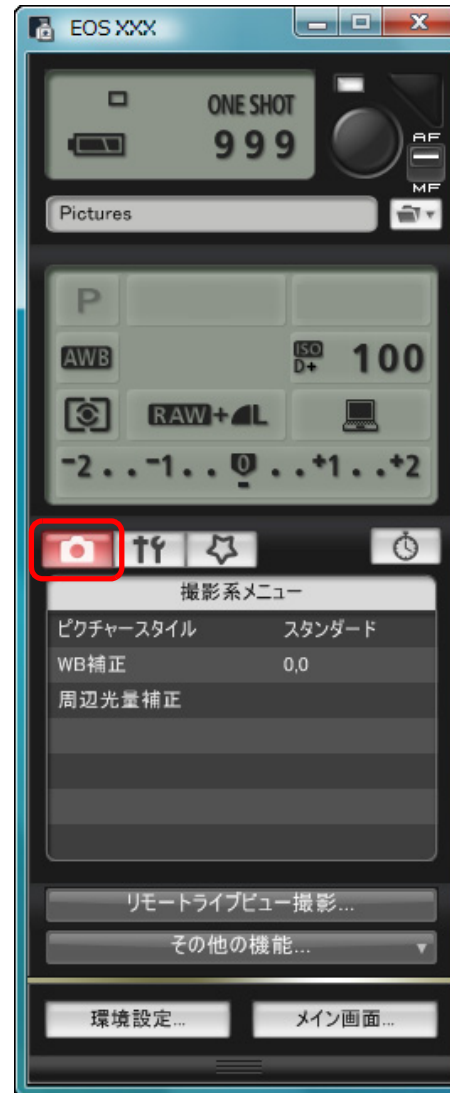 EOS XXX
ONE SHOT
999
AF
MF
Pictures
P
AWB
ISO D+ 100
RAW+L
-2..-1..0..+1..+2
撮影系メニュー
ピクチャースタイル スタンダード
WB補正 0,0
周辺光量補正
リモートライブビュー撮影...
その他の機能...
環境設定... メイン画面...